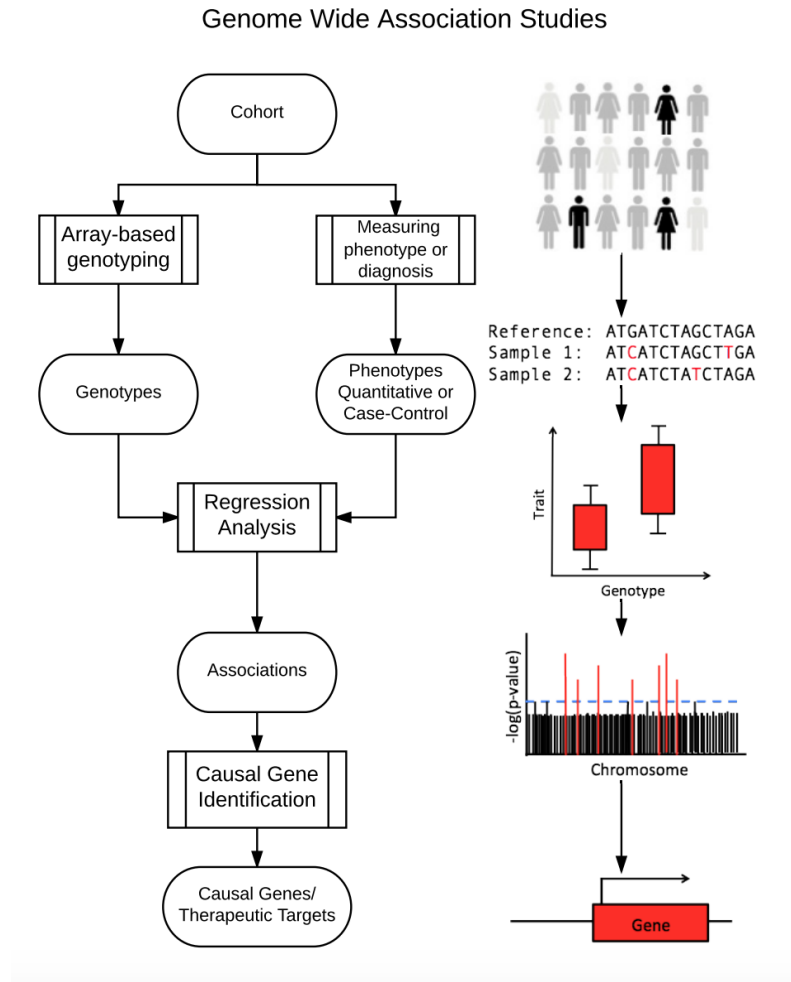 Genome Wide Association Studies
Cohort
Array-based
genotyping
Measuring
phenotype or
diagnosis
Genotypes
Phenotypes
Quantitative or
Case-Control
Regression
Analysis
Associations
Causal Gene
Identification
Causal Genes/
Therapeutic Targets
Reference: ATGATCTAGCTAGA
Sample 1: ATCATCTAGCTTGA
Sample 2: ATCATCTATCTAGA
Trait
Genotype
-log(p-value)
Chromosome
Gene